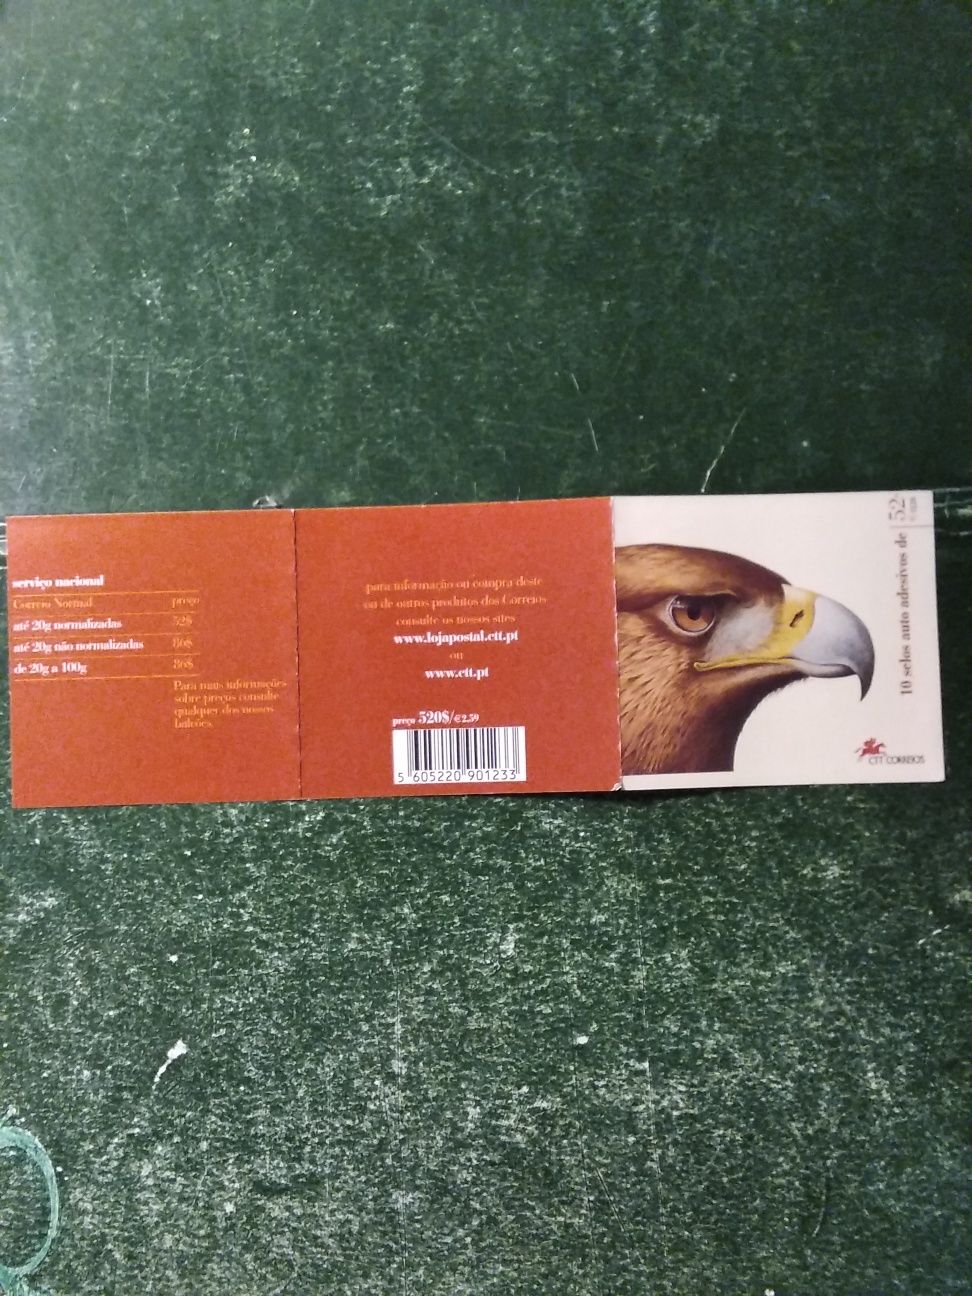 serviço nacional
Correio Normal preço
até 20g normalizadas 52$
até 20g não normalizadas 86$
de 20g a 100g 86$
Para mais informações
sobre preços consulte
qualquer dos nossos
balcões.
para informação ou compra deste
ou de outros produtos dos Correios
consulte os nossos sites
www.lojapostal.ctt.pt
ou
www.ctt.pt
preço 520$/€2,59
5 605220 901233
10 selos auto adesivos de 52
CTT CORREIOS